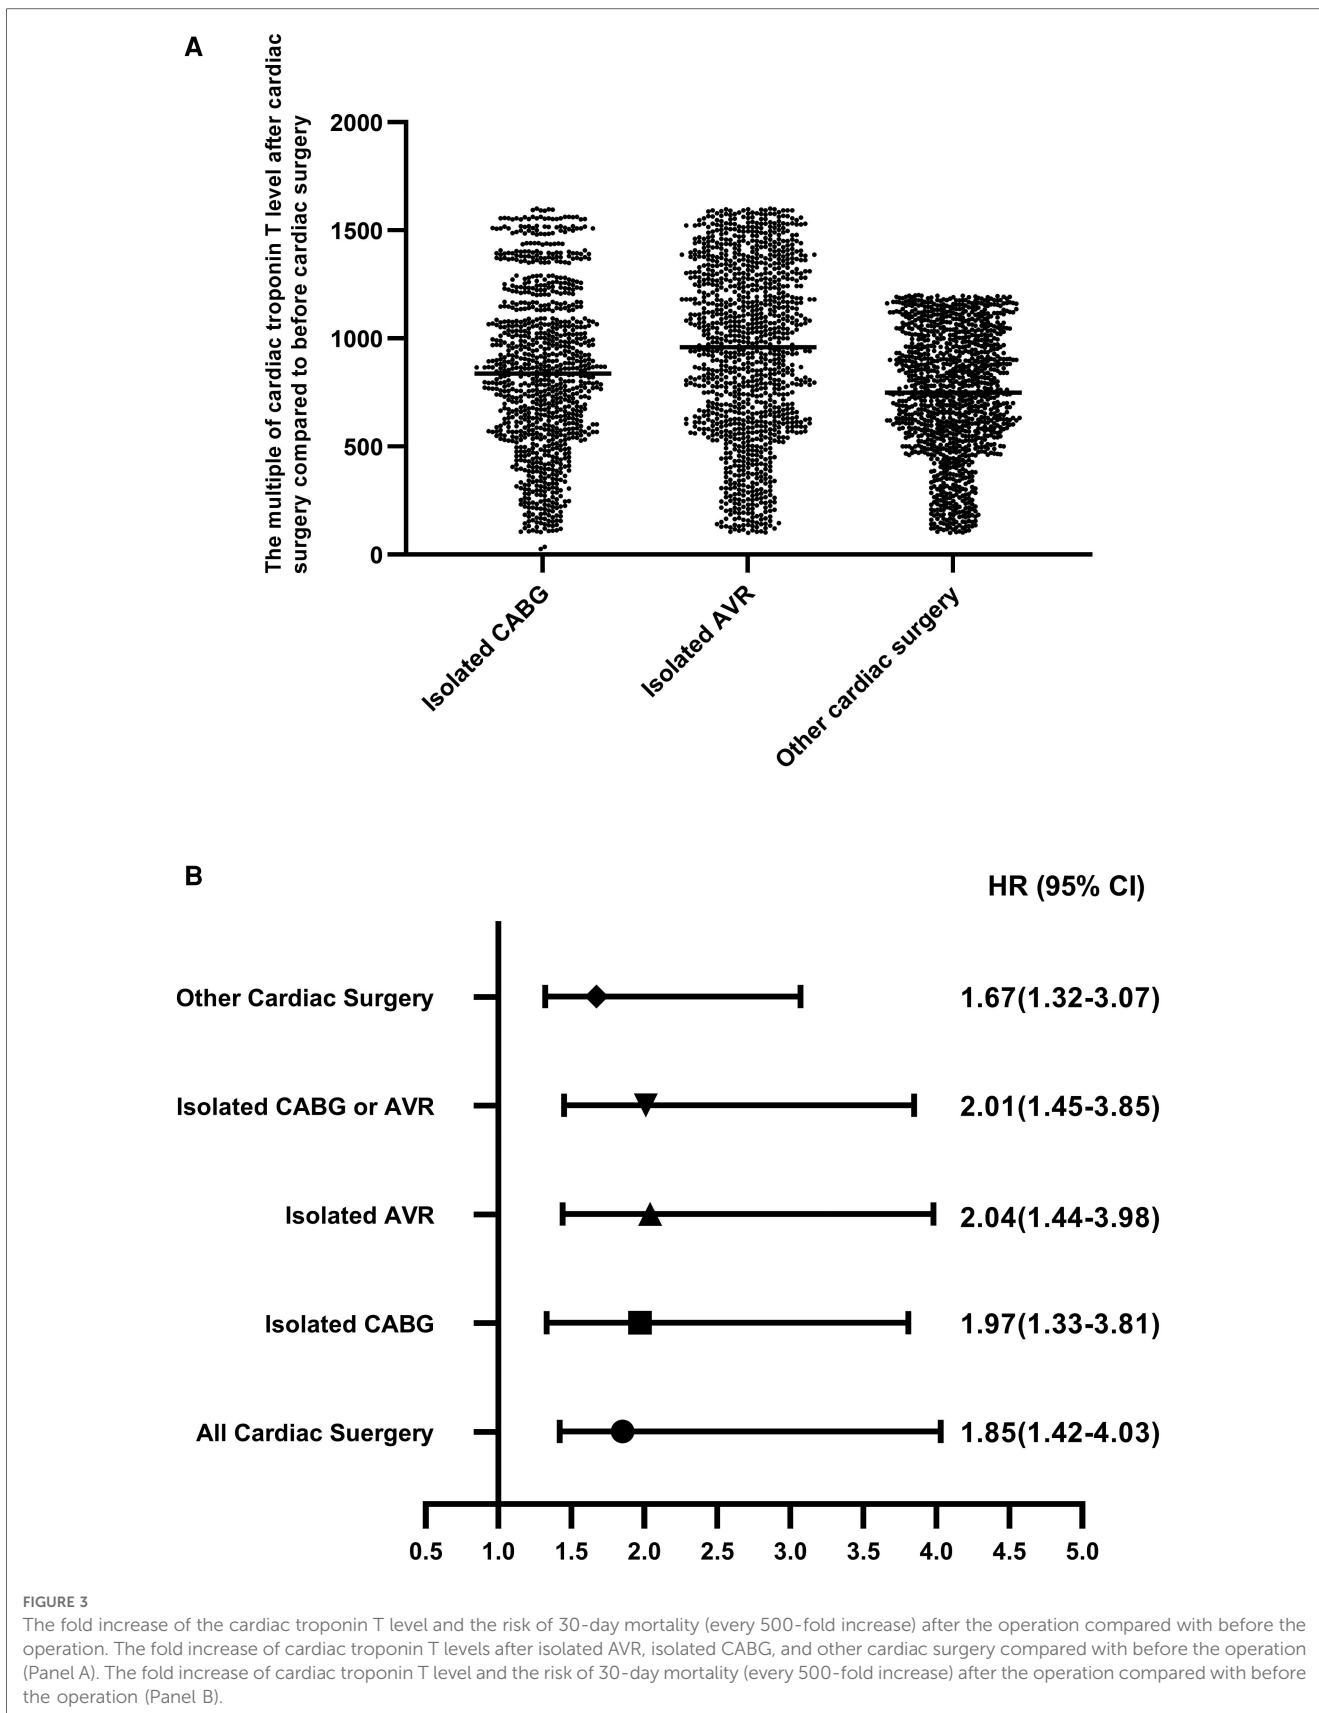 A
The multiple of cardiac troponin T level after cardiac
surgery compared to before cardiac surgery
2000
1500
1000
500
0
Isolated CABG
Isolated AVR
Other cardiac surgery
B
HR (95% CI)
Other Cardiac Surgery
1.67(1.32-3.07)
Isolated CABG or AVR
2.01(1.45-3.85)
Isolated AVR
2.04(1.44-3.98)
Isolated CABG
1.97(1.33-3.81)
All Cardiac Suergery
1.85(1.42-4.03)
0.5 1.0 1.5 2.0 2.5 3.0 3.5 4.0 4.5 5.0
FIGURE 3
The fold increase of the cardiac troponin T level and the risk of 30-day mortality (every 500-fold increase) after the operation compared with before the
operation. The fold increase of cardiac troponin T levels after isolated AVR, isolated CABG, and other cardiac surgery compared with before the operation
(Panel A). The fold increase of cardiac troponin T level and the risk of 30-day mortality (every 500-fold increase) after the operation compared with before
the operation (Panel B).